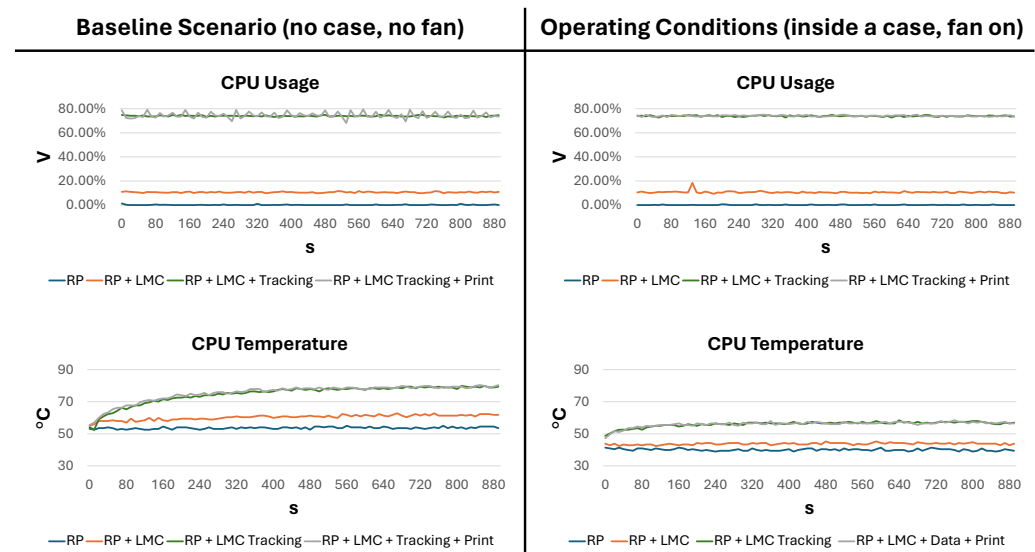 Baseline Scenario (no case, no fan)
Operating Conditions (inside a case, fan on)
CPU Usage
80.00%
60.00%
40.00%
20.00%
0.00%
V
0 80 160 240 320 400 480 560 640 720 800 880
s
RP RP + LMC RP + LMC + Tracking RP + LMC Tracking + Print
CPU Usage
80.00%
60.00%
40.00%
20.00%
0.00%
V
0 80 160 240 320 400 480 560 640 720 800 880
s
RP RP + LMC RP + LMC + Tracking RP + LMC Tracking + Print
CPU Temperature
90
70
50
30
°C
0 80 160 240 320 400 480 560 640 720 800 880
s
RP RP + LMC RP + LMC Tracking RP + LMC + Tracking + Print
CPU Temperature
90
70
50
30
°C
0 80 160 240 320 400 480 560 640 720 800 880
s
RP RP + LMC RP + LMC Tracking RP + LMC + Data + Print